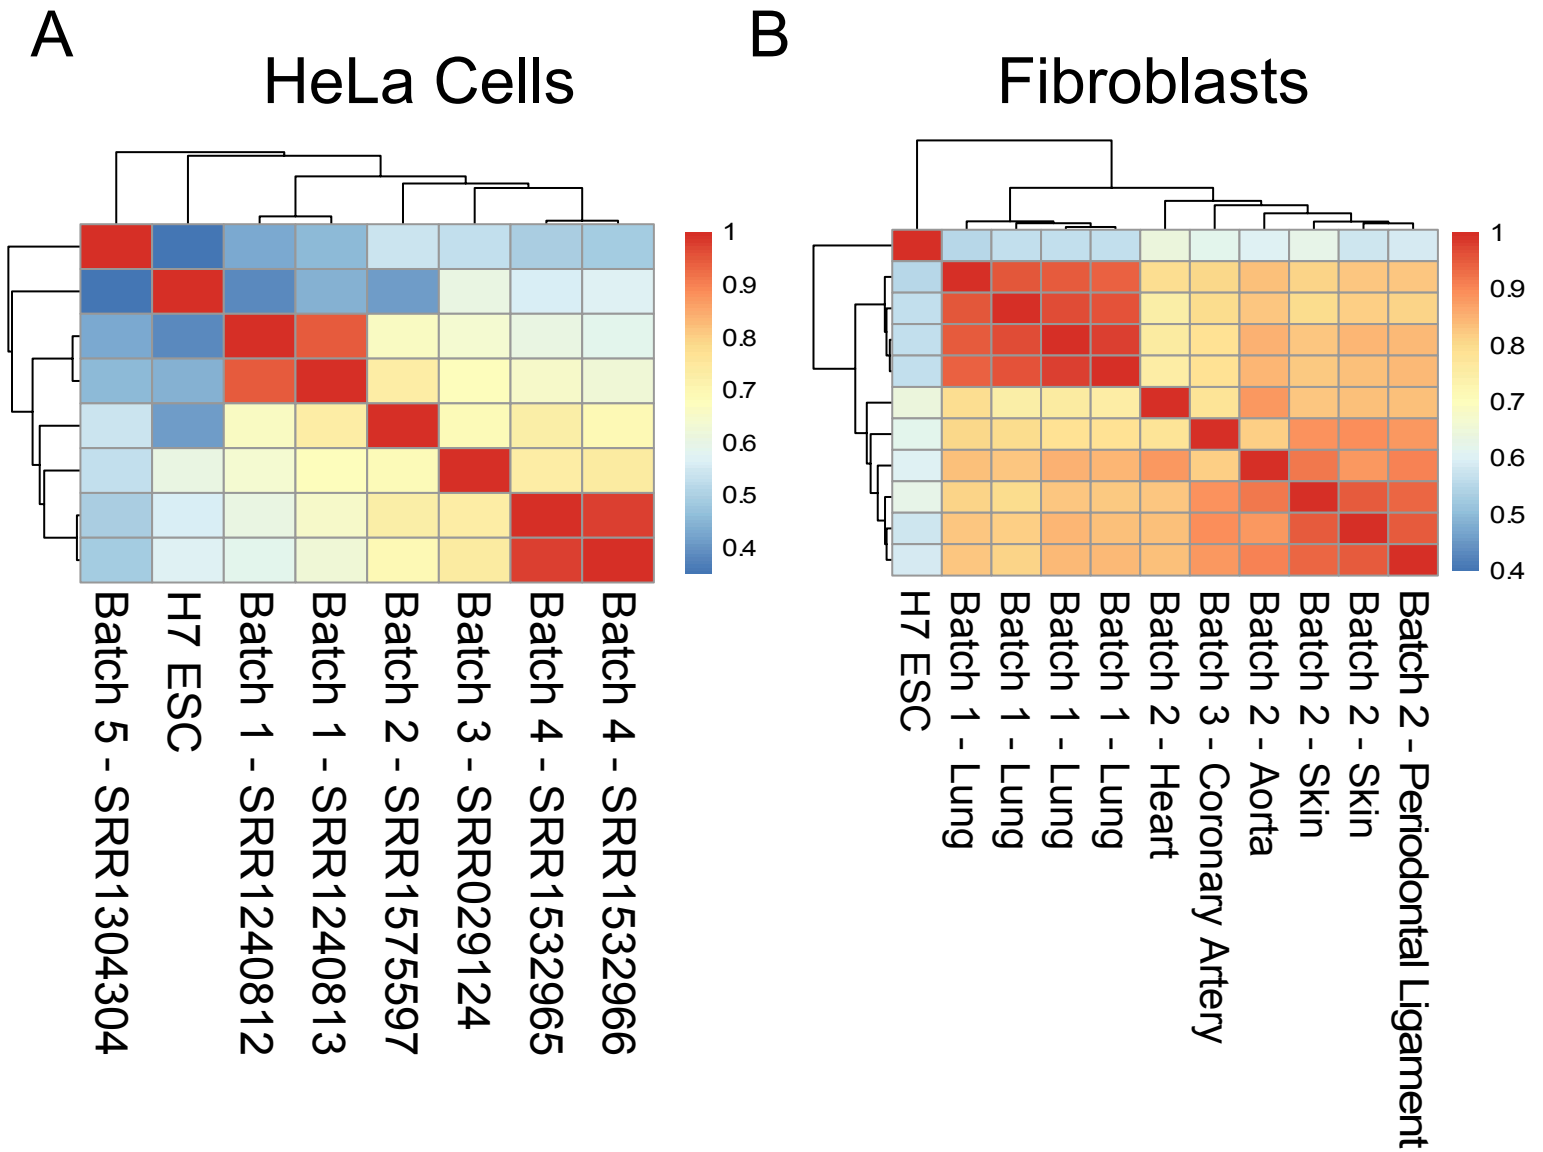 A
B
HeLa Cells
Fibroblasts
1
0.9
0.8
0.7
0.6
0.5
0.4
1
0.9
0.8
0.7
0.6
0.5
0.4
Batch 5 - SRR1304304
H7 ESC
Batch 1 - SRR1240812
Batch 1 - SRR1240813
Batch 2 - SRR1575597
Batch 3 - SRR029124
Batch 4 - SRR1532965
Batch 4 - SRR1532966
H7 ESC
Batch 1 - Lung
Batch 1 - Lung
Batch 1 - Lung
Batch 1 - Lung
Batch 2 - Heart
Batch 3 - Coronary Artery
Batch 2 - Aorta
Batch 2 - Skin
Batch 2 - Skin
Batch 2 - Periodontal Ligament